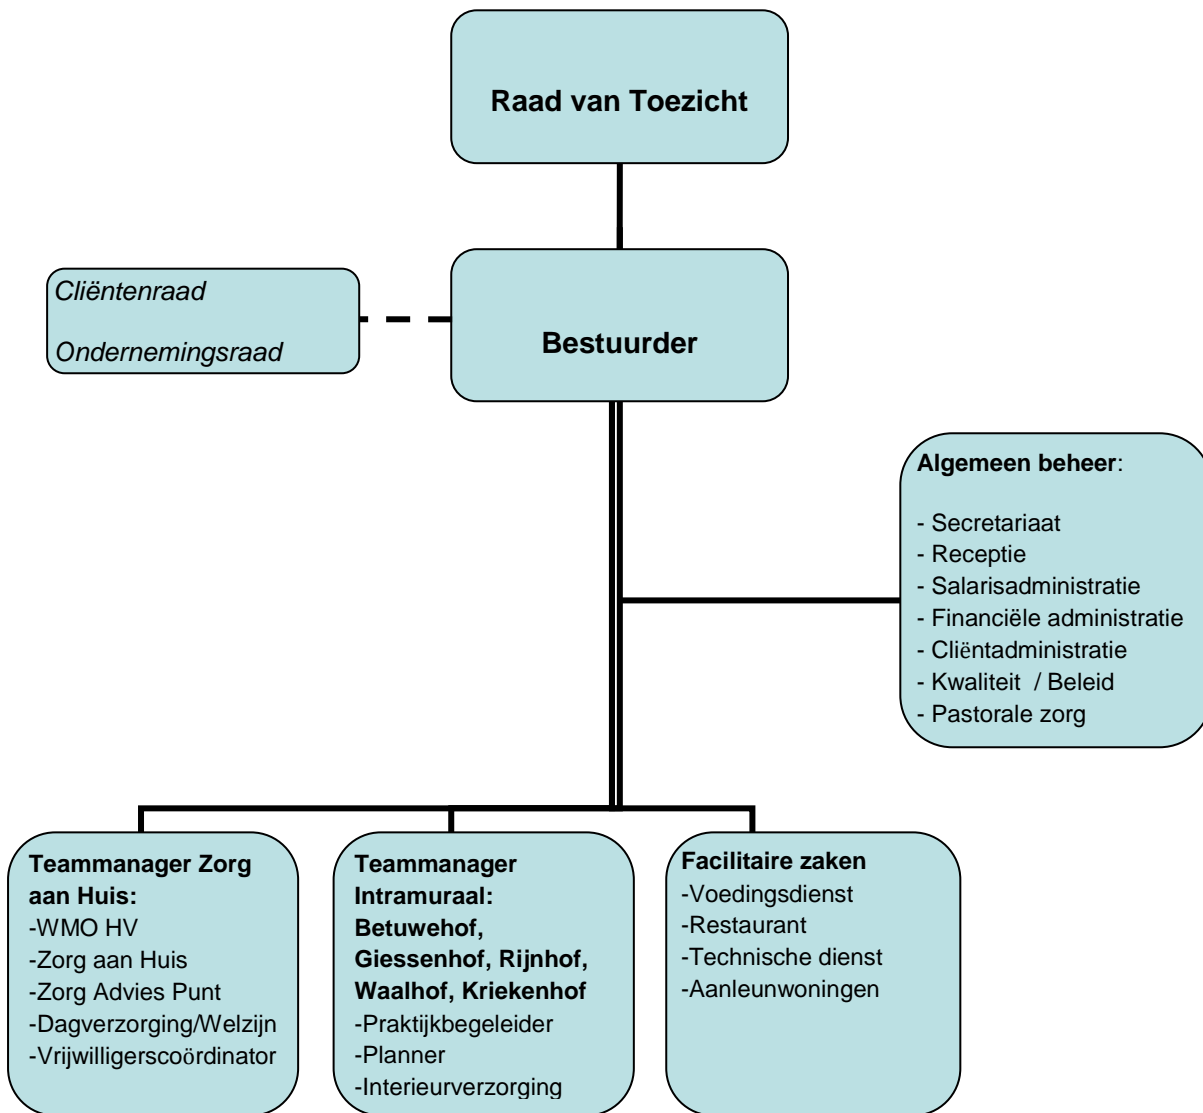 Raad van Toezicht
Cliëntenraad
Ondernemingsraad
Bestuurder
Algemeen beheer:
- Secretariaat
- Receptie
- Salarisadministratie
- Financiële administratie
- Cliëntadministratie
- Kwaliteit / Beleid
- Pastorale zorg
Teammanager Zorg
aan Huis:
-WMO HV
-Zorg aan Huis
-Zorg Advies Punt
-Dagverzorging/Welzijn
-Vrijwilligerscoördinator
Teammanager
Intramuraal:
Betuwehof,
Giessenhof, Rijnhof,
Waalhof, Kriekenhof
-Praktijkbegeleider
-Planner
-Interieurverzorging
Facilitaire zaken
-Voedingsdienst
-Restaurant
-Technische dienst
-Aanleunwoningen